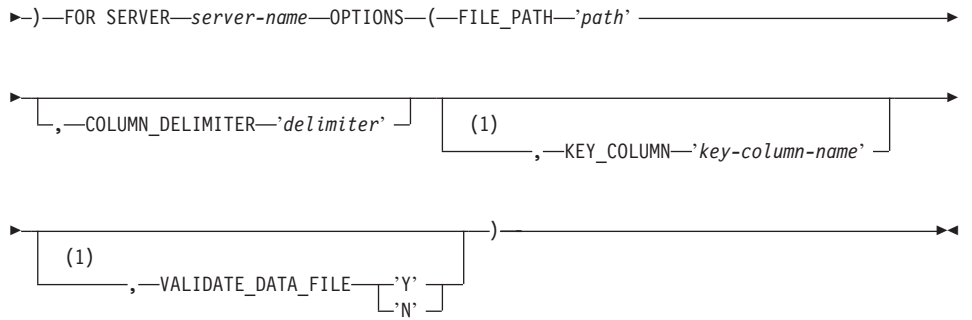 )—FOR SERVER—server-name—OPTIONS—(—FILE_PATH—’path’
,—COLUMN_DELIMITER—’delimiter’
(1)
,—KEY_COLUMN—’key-column-name’
)
(1)
,—VALIDATE_DATA_FILE—’Y’
’N’